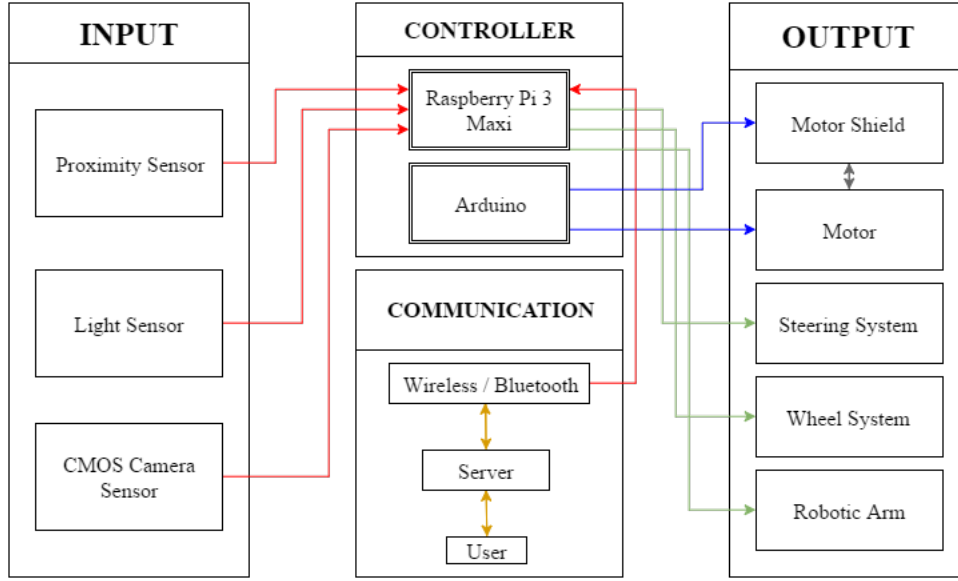 INPUT
Proximity Sensor
Light Sensor
CMOS Camera
Sensor
CONTROLLER
Raspberry Pi 3
Maxi
Arduino
COMMUNICATION
Wireless / Bluetooth
Server
User
OUTPUT
Motor Shield
Motor
Steering System
Wheel System
Robotic Arm